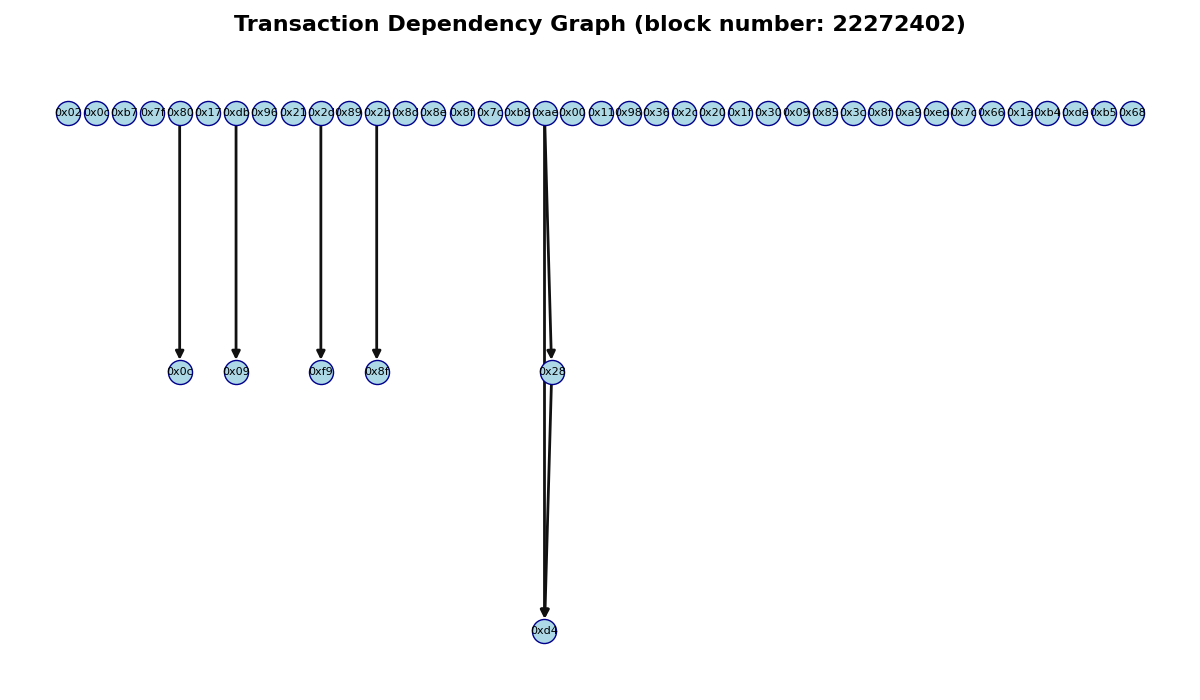 Transaction Dependency Graph (block number: 22272402)
0x02 0x0c 0xb7 0x7f 0x80 0x17 0xdb 0x96 0x21 0x2d 0x89 0x2b 0x8d 0x8e 0x8f 0x7c 0xb8 0xae 0x00 0x11 0x98 0x36 0x2c 0x20 0x1f 0x30 0x09 0x85 0x3c 0x8f 0xa9 0xed 0x7c 0x66 0x1a 0xb4 0xde 0xb5 0x68
0x0c 0x09 0xf9 0x8f 0x28
0xd4